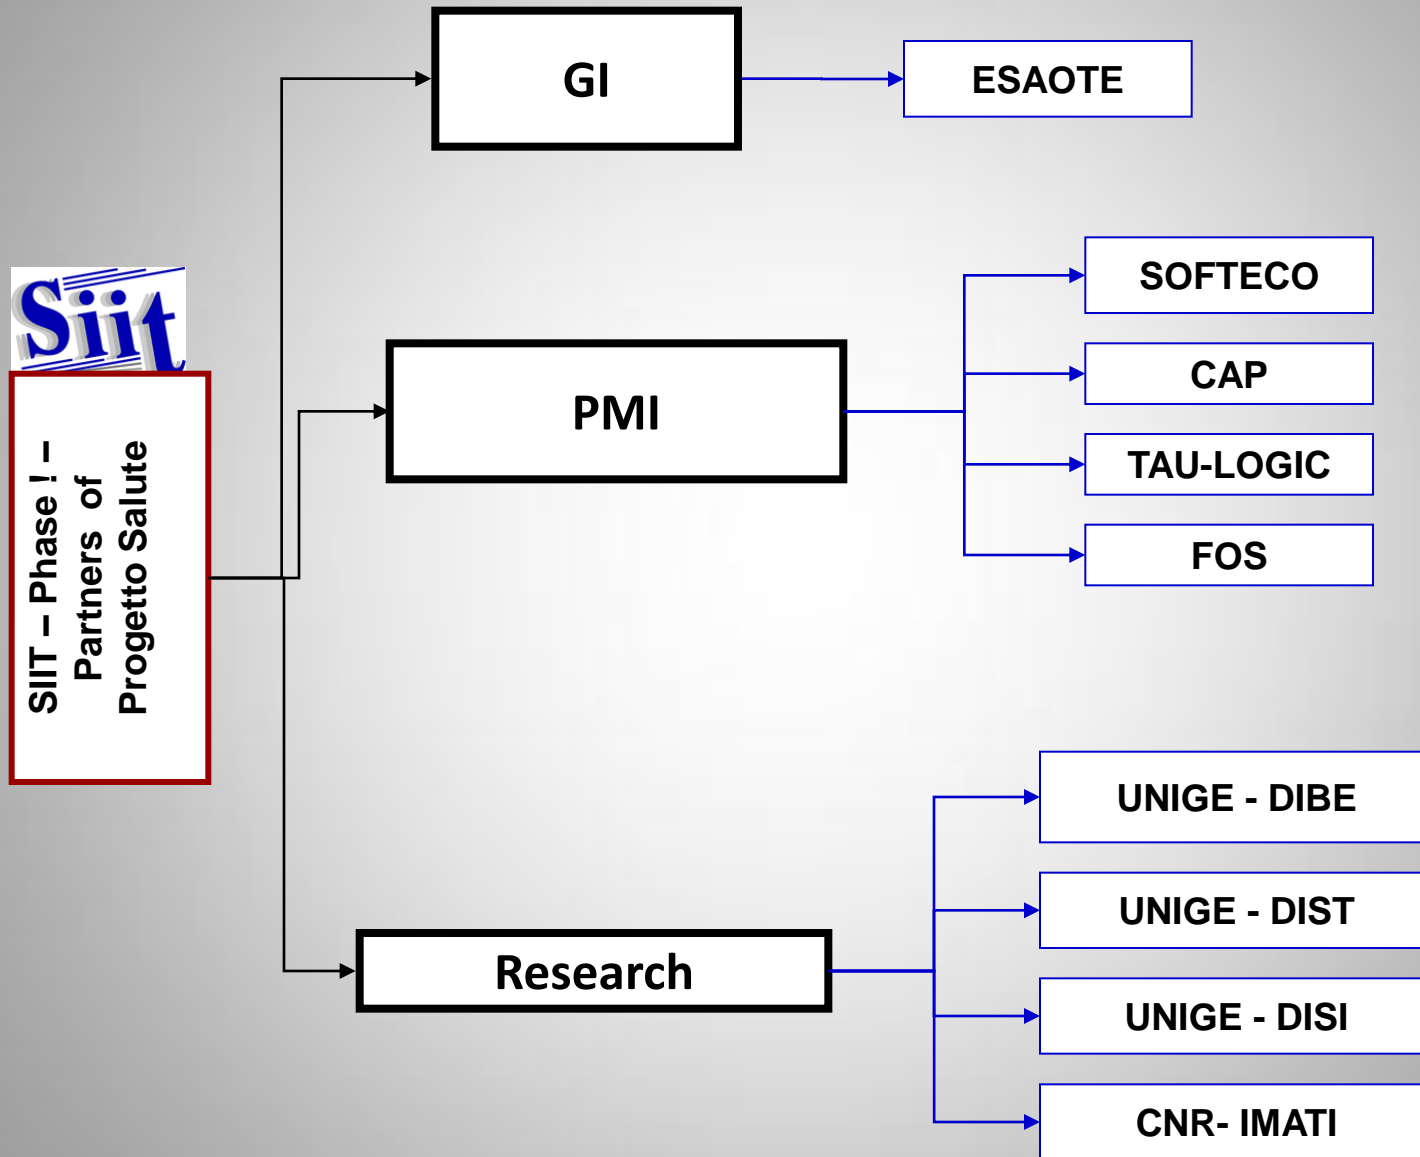 Siit
SIIT – Phase ! –
Partners of
Progetto Salute
GI
ESAOTE
PMI
SOFTECO
CAP
TAU-LOGIC
FOS
Research
UNIGE - DIBE
UNIGE - DIST
UNIGE - DISI
CNR- IMATI